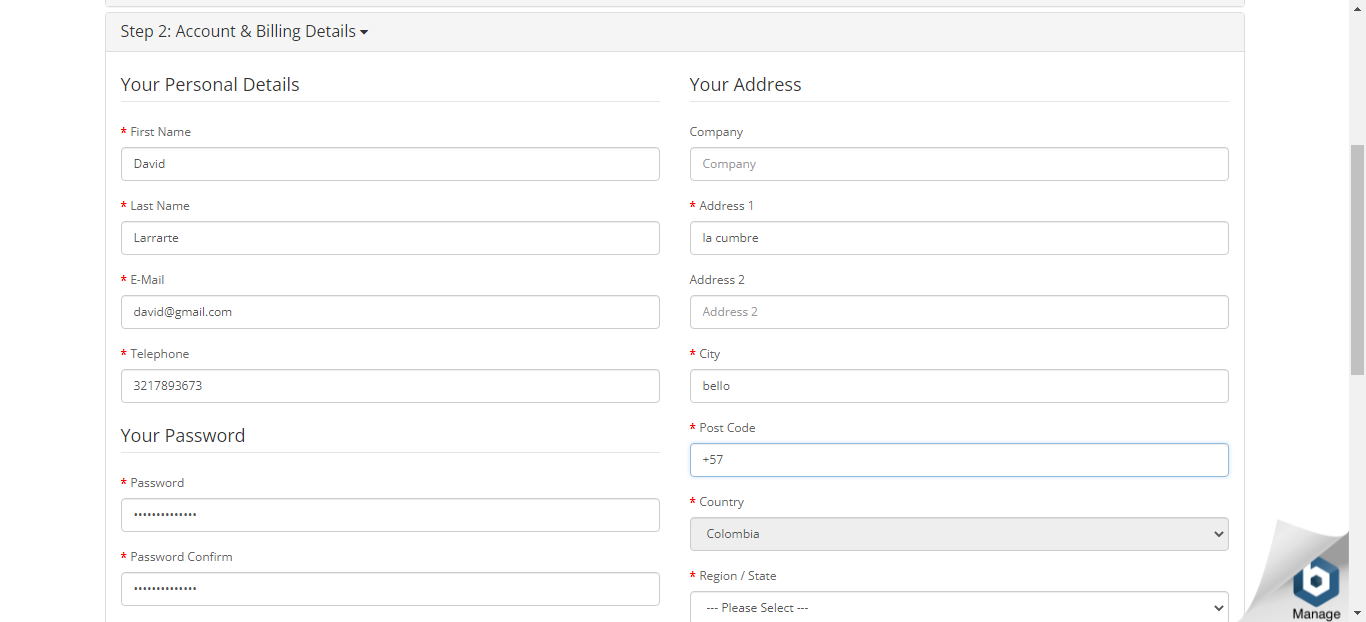 Step 2: Account & Billing Details
Your Personal Details
* First Name
David
* Last Name
Larrarte
* E-Mail
david@gmail.com
* Telephone
3217893673
Your Password
* Password
••••••••••••••
* Password Confirm
••••••••••••••
Your Address
Company
Company
* Address 1
la cumbre
Address 2
Address 2
* City
bello
* Post Code
+57
* Country
Colombia
* Region / State
--- Please Select ---
b
Manage